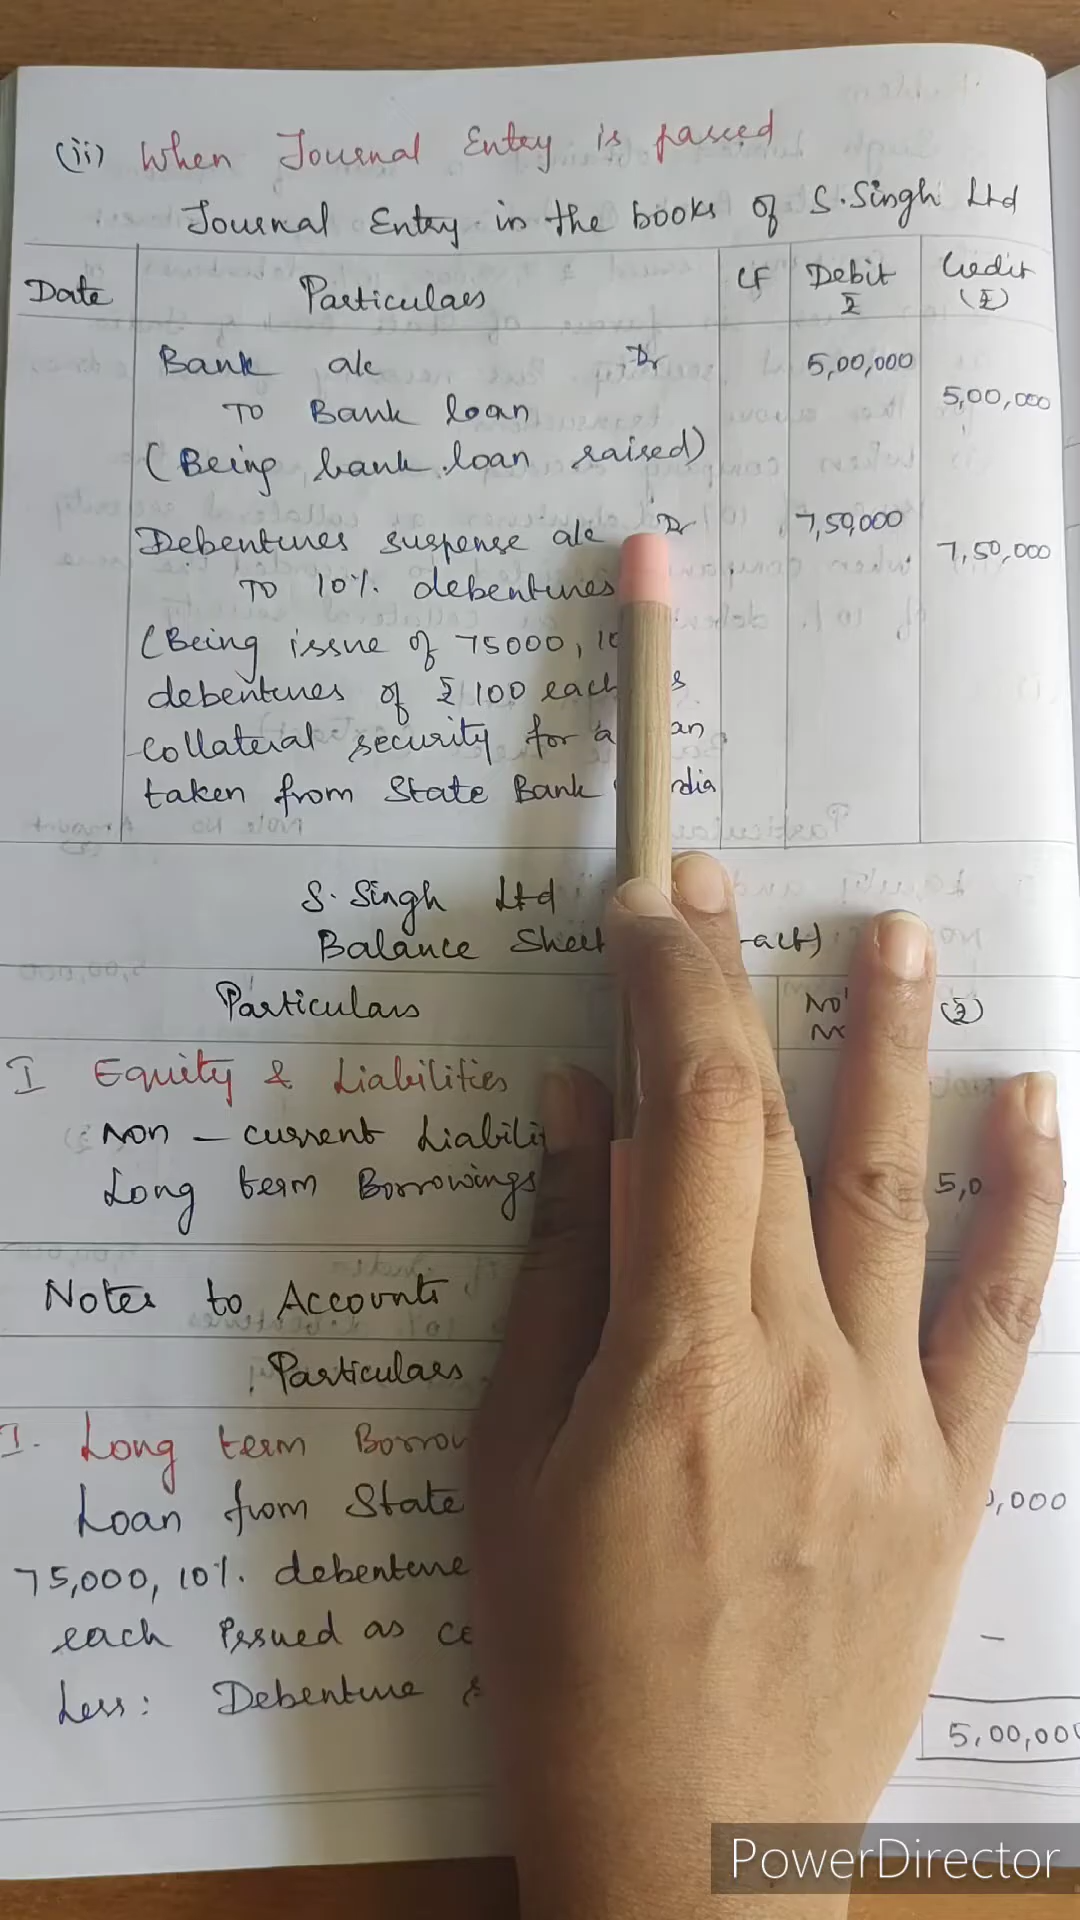 (ii) When Journal Entry is passed
Journal Entry in the books of S. Singh Ltd
Date Particulars LF Debit ₹ Credit (₹)
Bank a/c Dr 5,00,000
To Bank loan 5,00,000
(Being bank loan raised)
Debentures suspense a/c Dr 7,50,000
To 10% debentures 7,50,000
(Being issue of 75000, 10
debentures of ₹ 100 each
collateral security for a
taken from State Bank
S. Singh Ltd
Balance Sheet
Particulars (₹)
I Equity & Liabilities
Non - current
Long term Borrowings 5,0
Notes to Accounts
Particulars
I. Long term
Loan from State ,000
75,000, 10% debenture
each issued as -
Less: Debenture
5,00,00
PowerDirector